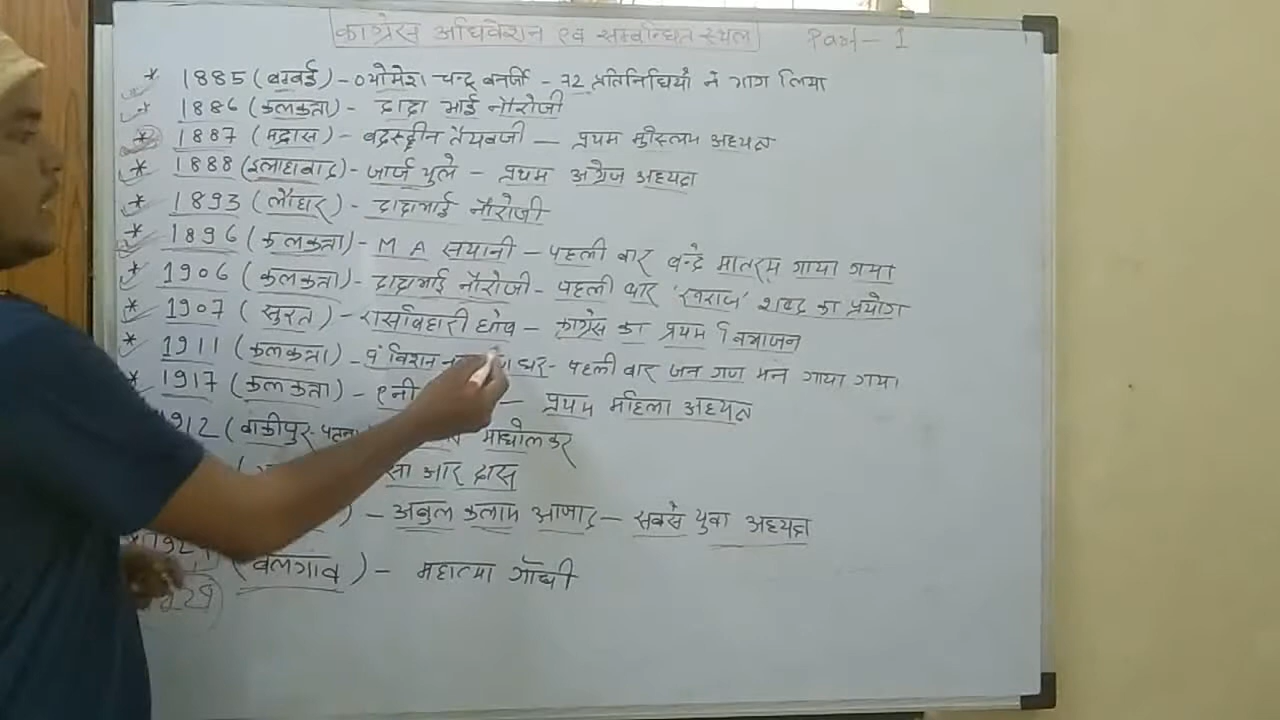 कांग्रेस अधिवेशन एवं सम्बन्धित स्थल Part-1
* 1885 (बम्बई) - व्योमेश चन्द्र बनर्जी - 72 प्रतिनिधियों ने भाग लिया
* 1886 (कलकत्ता) - दादा भाई नौरोजी
* 1887 (मद्रास) - बदरुद्दीन तैयबजी - प्रथम मुस्लिम अध्यक्ष
* 1888 (इलाहाबाद) - जार्ज युले - प्रथम अंग्रेज अध्यक्ष
* 1893 (लौहार) - दादाभाई नौरोजी
* 1896 (कलकत्ता) - M A सयानी - पहली बार वन्दे मातरम गाया गया
* 1906 (कलकत्ता) - दादाभाई नौरोजी - पहली बार 'स्वराज' शब्द का प्रयोग
* 1907 (सुरत) - रासबिहारी घोष - कांग्रेस का प्रथम विभाजन
* 1911 (कलकत्ता) - पं विशन धर - पहली बार जन गण मन गाया गया
* 1917 (कलकत्ता) - एनी - प्रथम महिला अध्यक्ष
1912 (बाकीपुर-पटना माधोलकर
सी आर दास
) - अबुल कलाम आजाद - सबसे युवा अध्यक्ष
(बेलगाव) - महात्मा गाँधी